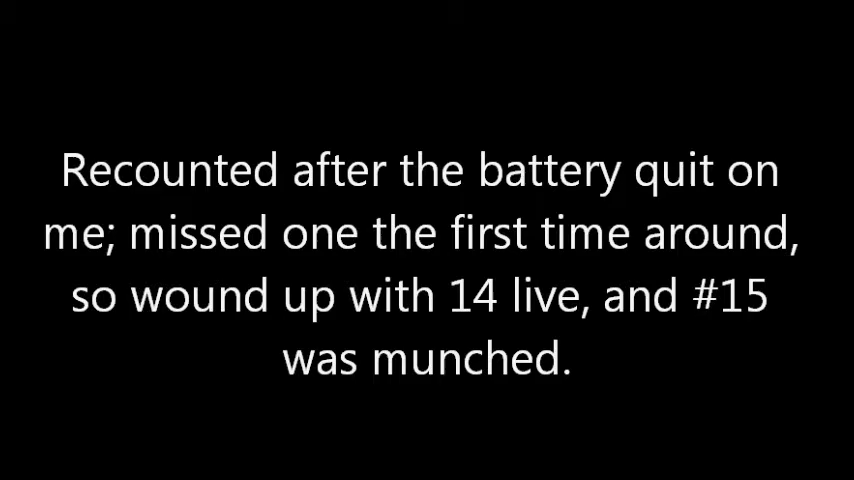 Recounted after the battery quit on
me; missed one the first time around,
so wound up with 14 live, and #15
was munched.